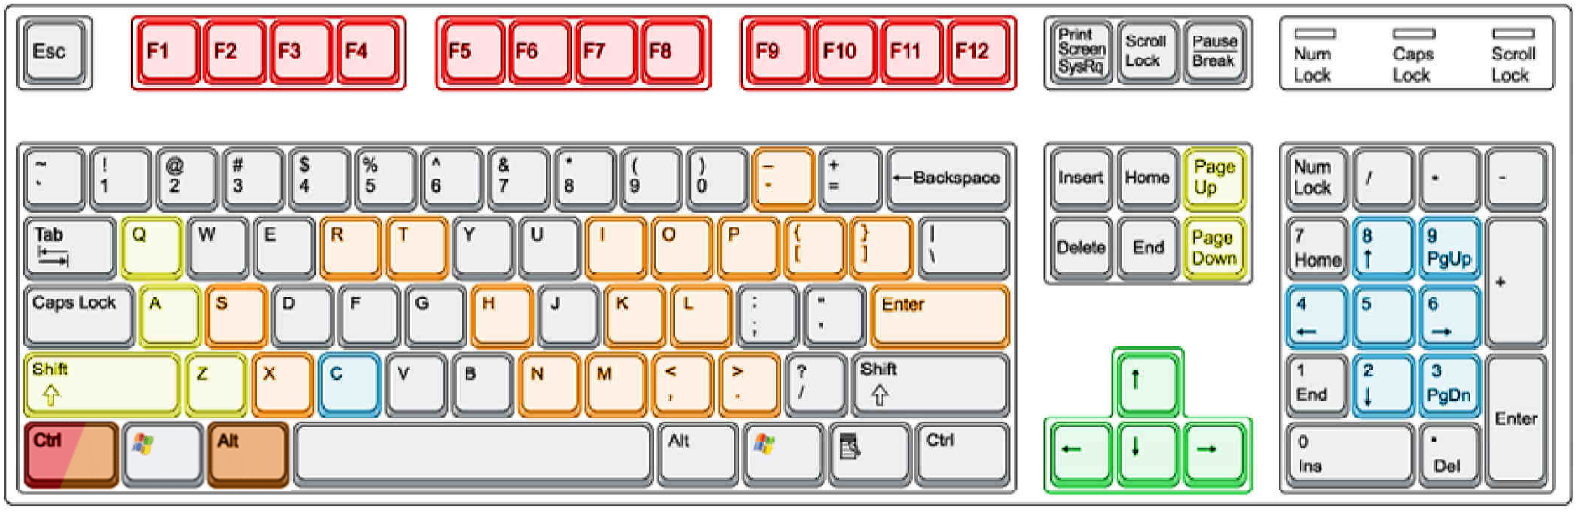 Esc F1 F2 F3 F4 F5 F6 F7 F8 F9 F10 F11 F12
Print Screen SysRq
Scroll Lock
Pause Break
Num Lock
Caps Lock
Scroll Lock
~ `
! 1
@ 2
# 3
$ 4
% 5
^ 6
& 7
* 8
( 9
) 0
– -
+ =
←Backspace
Insert Home
Page Up
Num Lock
/ * -
Tab Q W E R T Y U I O P
{ [
} ]
| \
Delete End
Page Down
7 Home
8 ↑
9 PgUp
+
Caps Lock A S D F G H J K L
: ;
" '
Enter
4 ←
5
6 →
Shift Z X C V B N M
< ,
> .
? /
Shift
↑
1 End
2 ↓
3 PgDn
Enter
Ctrl Alt Alt Ctrl
← ↓ →
0 Ins
. Del